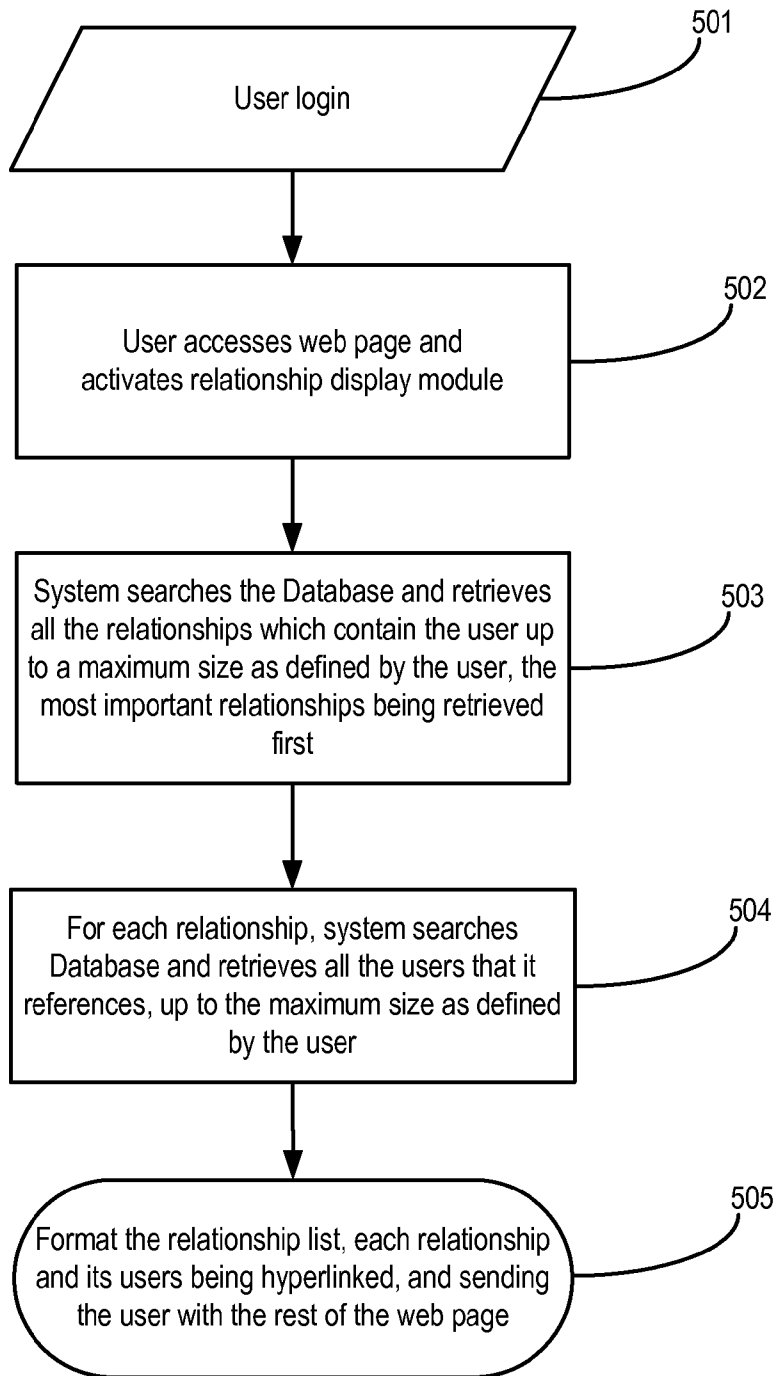 501
User login
502
User accesses web page and
activates relationship display module
503
System searches the Database and retrieves
all the relationships which contain the user up
to a maximum size as defined by the user, the
most important relationships being retrieved
first
504
For each relationship, system searches
Database and retrieves all the users that it
references, up to the maximum size as defined
by the user
505
Format the relationship list, each relationship
and its users being hyperlinked, and sending
the user with the rest of the web page